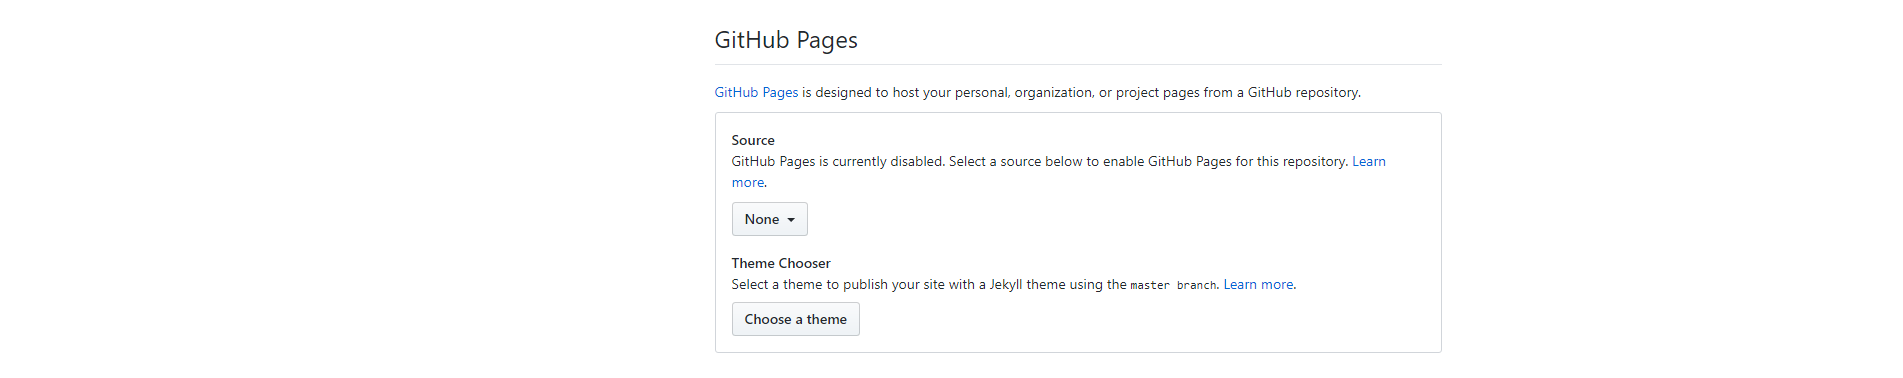 GitHub Pages
GitHub Pages is designed to host your personal, organization, or project pages from a GitHub repository.
Source
GitHub Pages is currently disabled. Select a source below to enable GitHub Pages for this repository. Learn
more.
None
Theme Chooser
Select a theme to publish your site with a Jekyll theme using the master branch. Learn more.
Choose a theme